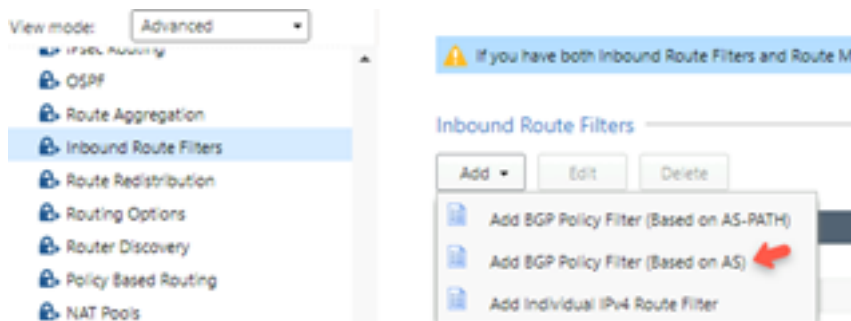 View mode: Advanced
IPsec Routing
OSPF
Route Aggregation
Inbound Route Filters
Route Redistribution
Routing Options
Router Discovery
Policy Based Routing
NAT Pools
If you have both Inbound Route Filters and Route M
Inbound Route Filters
Add Edit Delete
Add BGP Policy Filter (Based on AS-PATH)
Add BGP Policy Filter (Based on AS)
Add Individual IPv4 Route Filter